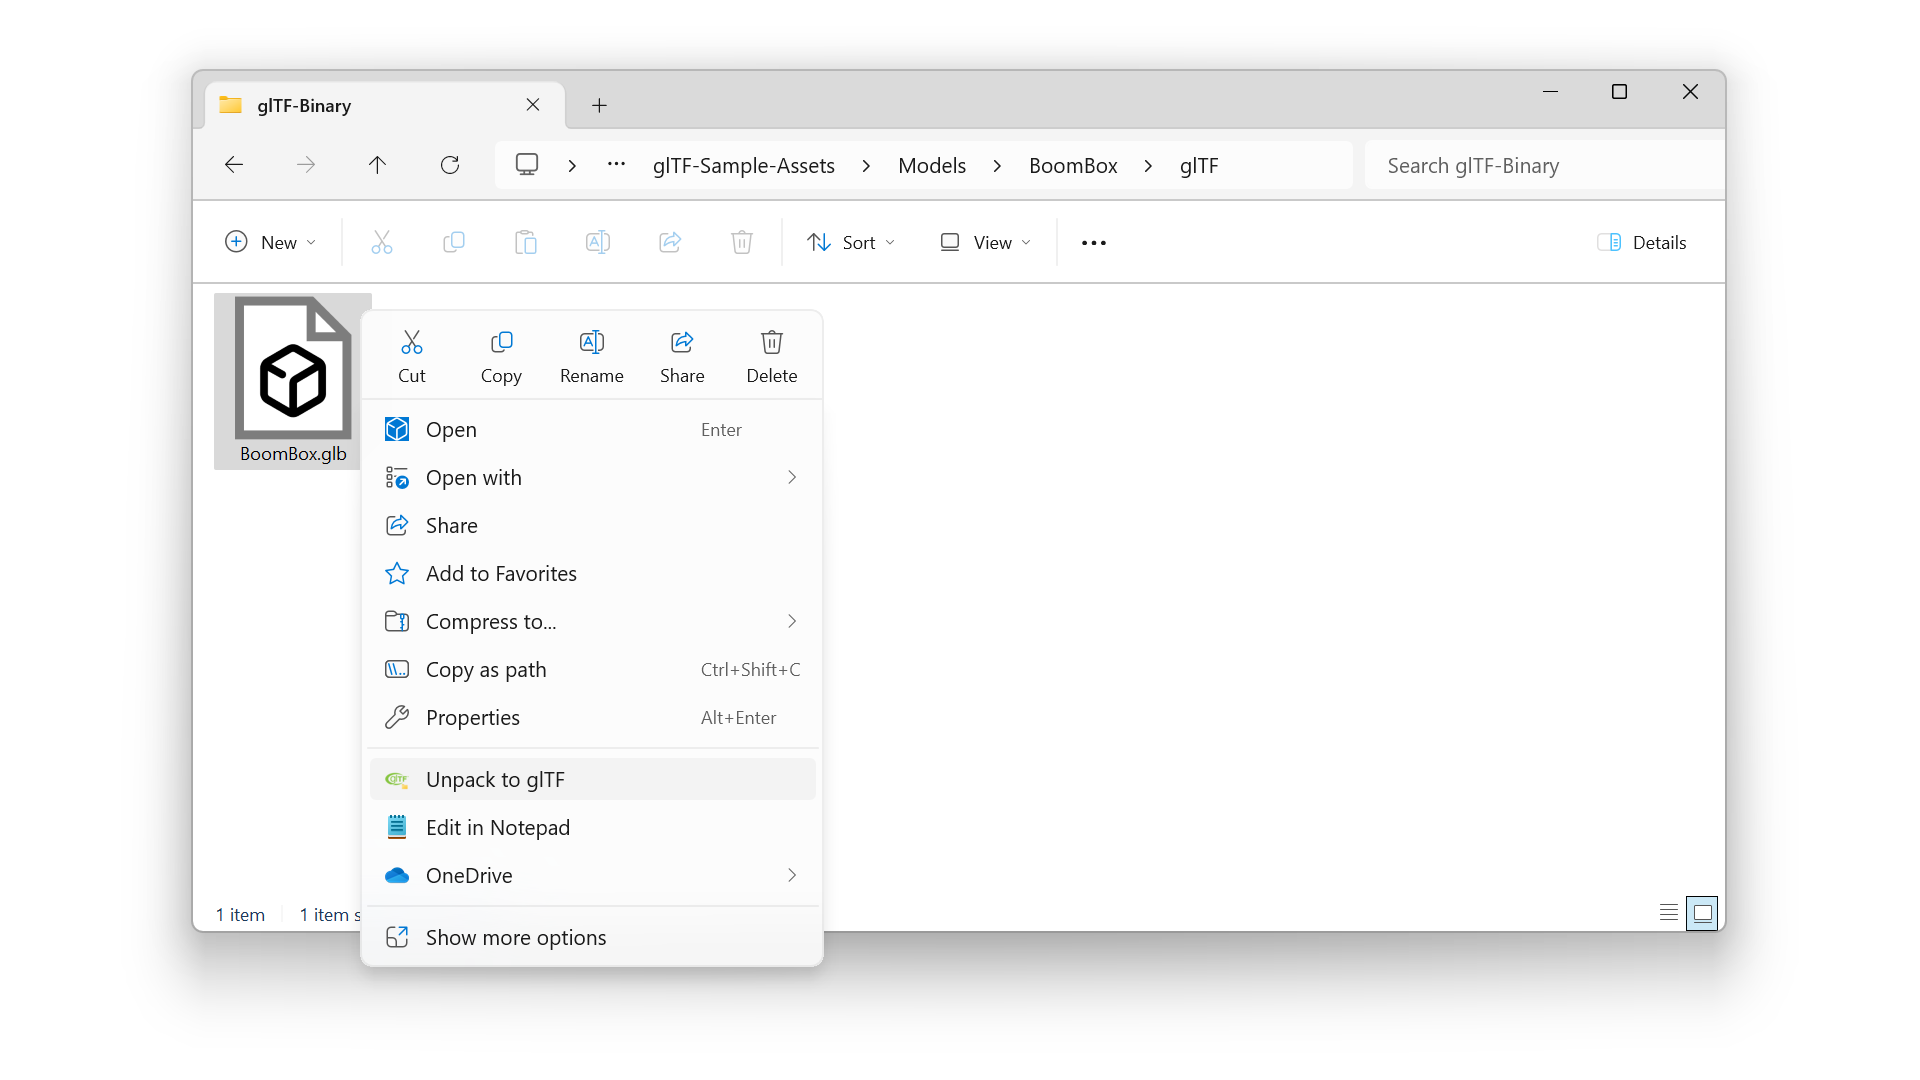 glTF-Binary
glTF-Sample-Assets > Models > BoomBox > glTF
Search glTF-Binary
New
Sort
View
Details
BoomBox.glb
Cut Copy Rename Share Delete
Open Enter
Open with
Share
Add to Favorites
Compress to...
Copy as path Ctrl+Shift+C
Properties Alt+Enter
Unpack to glTF
Edit in Notepad
OneDrive
Show more options
1 item
1 item s